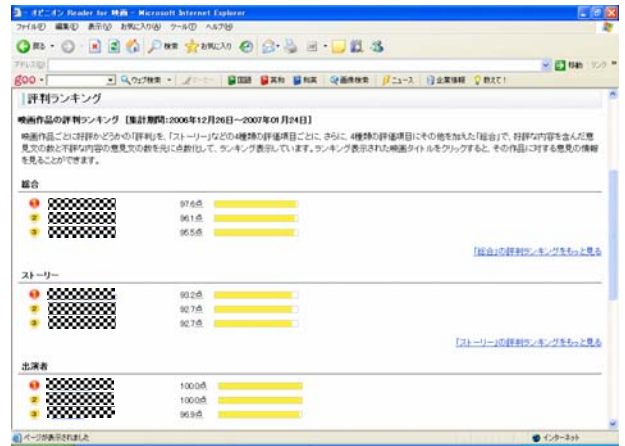 オピニオン Reader for 映画 - Microsoft Internet Explorer
ファイル(F) 編集(E) 表示(V) お気に入り(A) ツール(T) ヘルプ(H)
戻る 検索 お気に入り
アドレス(D) 移動 リンク
goo ウェブ検索 国語 英和 和英 画像検索 ニュース 企業情報 教えて!
評判ランキング
映画作品の評判ランキング [集計期間:2006年12月26日~2007年01月24日]
映画作品ごとに好評かどうかの「評判」を、「ストーリー」などの4種類の評価項目ごとに、さらに、4種類の評価項目にその他を加えた「総合」で、好評な内容を含んだ意
見文の数と不評な内容の意見文の数を元に点数化して、ランキング表示しています。ランキング表示された映画タイトルをクリックすると、その作品に対する意見の情報
を見ることができます。
総合
1 97.6点
2 96.1点
3 95.5点
「総合」の評判ランキングをもっと見る
ストーリー
1 93.2点
2 92.7点
3 92.7点
「ストーリー」の評判ランキングをもっと見る
出演者
1 100.0点
2 100.0点
3 96.9点
ページが表示されました インターネット